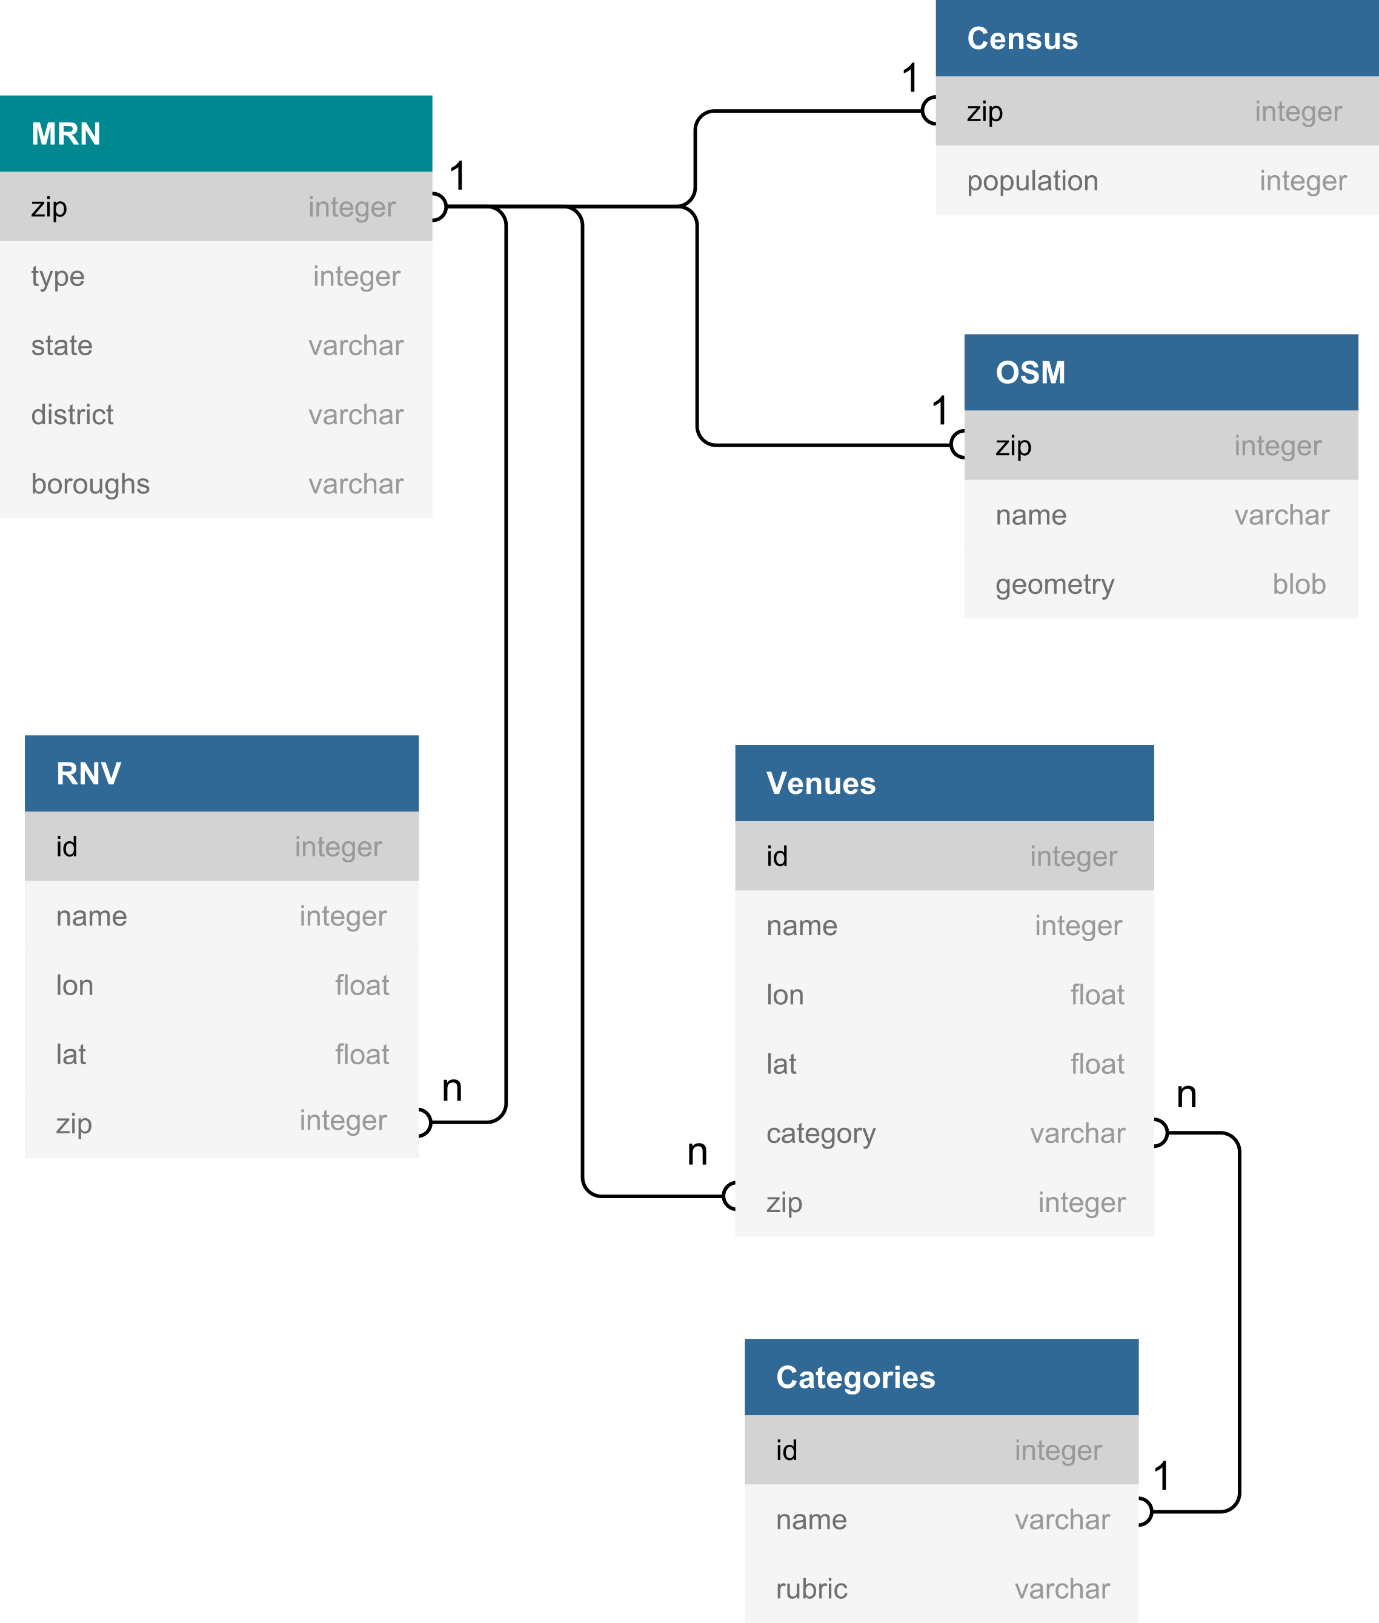 Census
1
zip integer
population integer
MRN
1
zip integer
type integer
state varchar
district varchar
boroughs varchar
OSM
1
zip integer
name varchar
geometry blob
RNV
id integer
name integer
lon float
lat float
n
zip integer
Venues
id integer
name integer
lon float
lat float
n
category varchar
n
zip integer
Categories
id integer
1
name varchar
rubric varchar